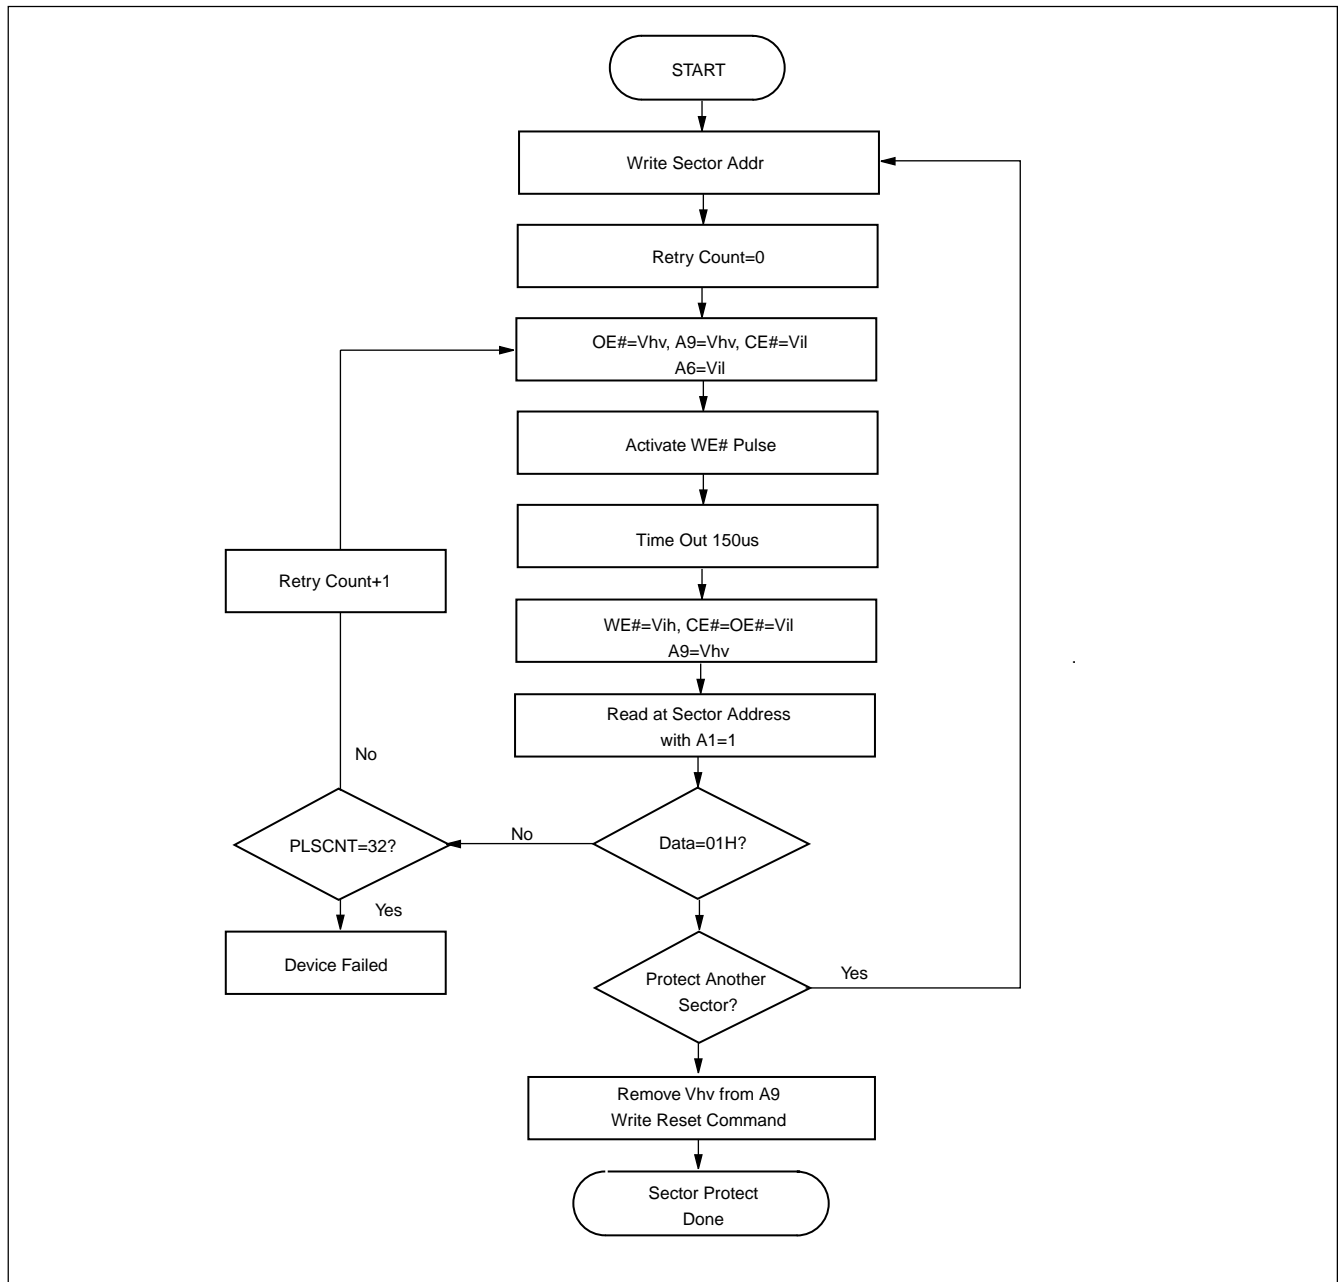 START
Write Sector Addr
Retry Count=0
OE#=Vhv, A9=Vhv, CE#=Vil
A6=Vil
Activate WE# Pulse
Time Out 150us
Retry Count+1
WE#=Vih, CE#=OE#=Vil
A9=Vhv
.
Read at Sector Address
with A1=1
No
No
PLSCNT=32?
Data=01H?
Yes
Device Failed
Protect Another
Sector?
Yes
Remove Vhv from A9
Write Reset Command
Sector Protect
Done